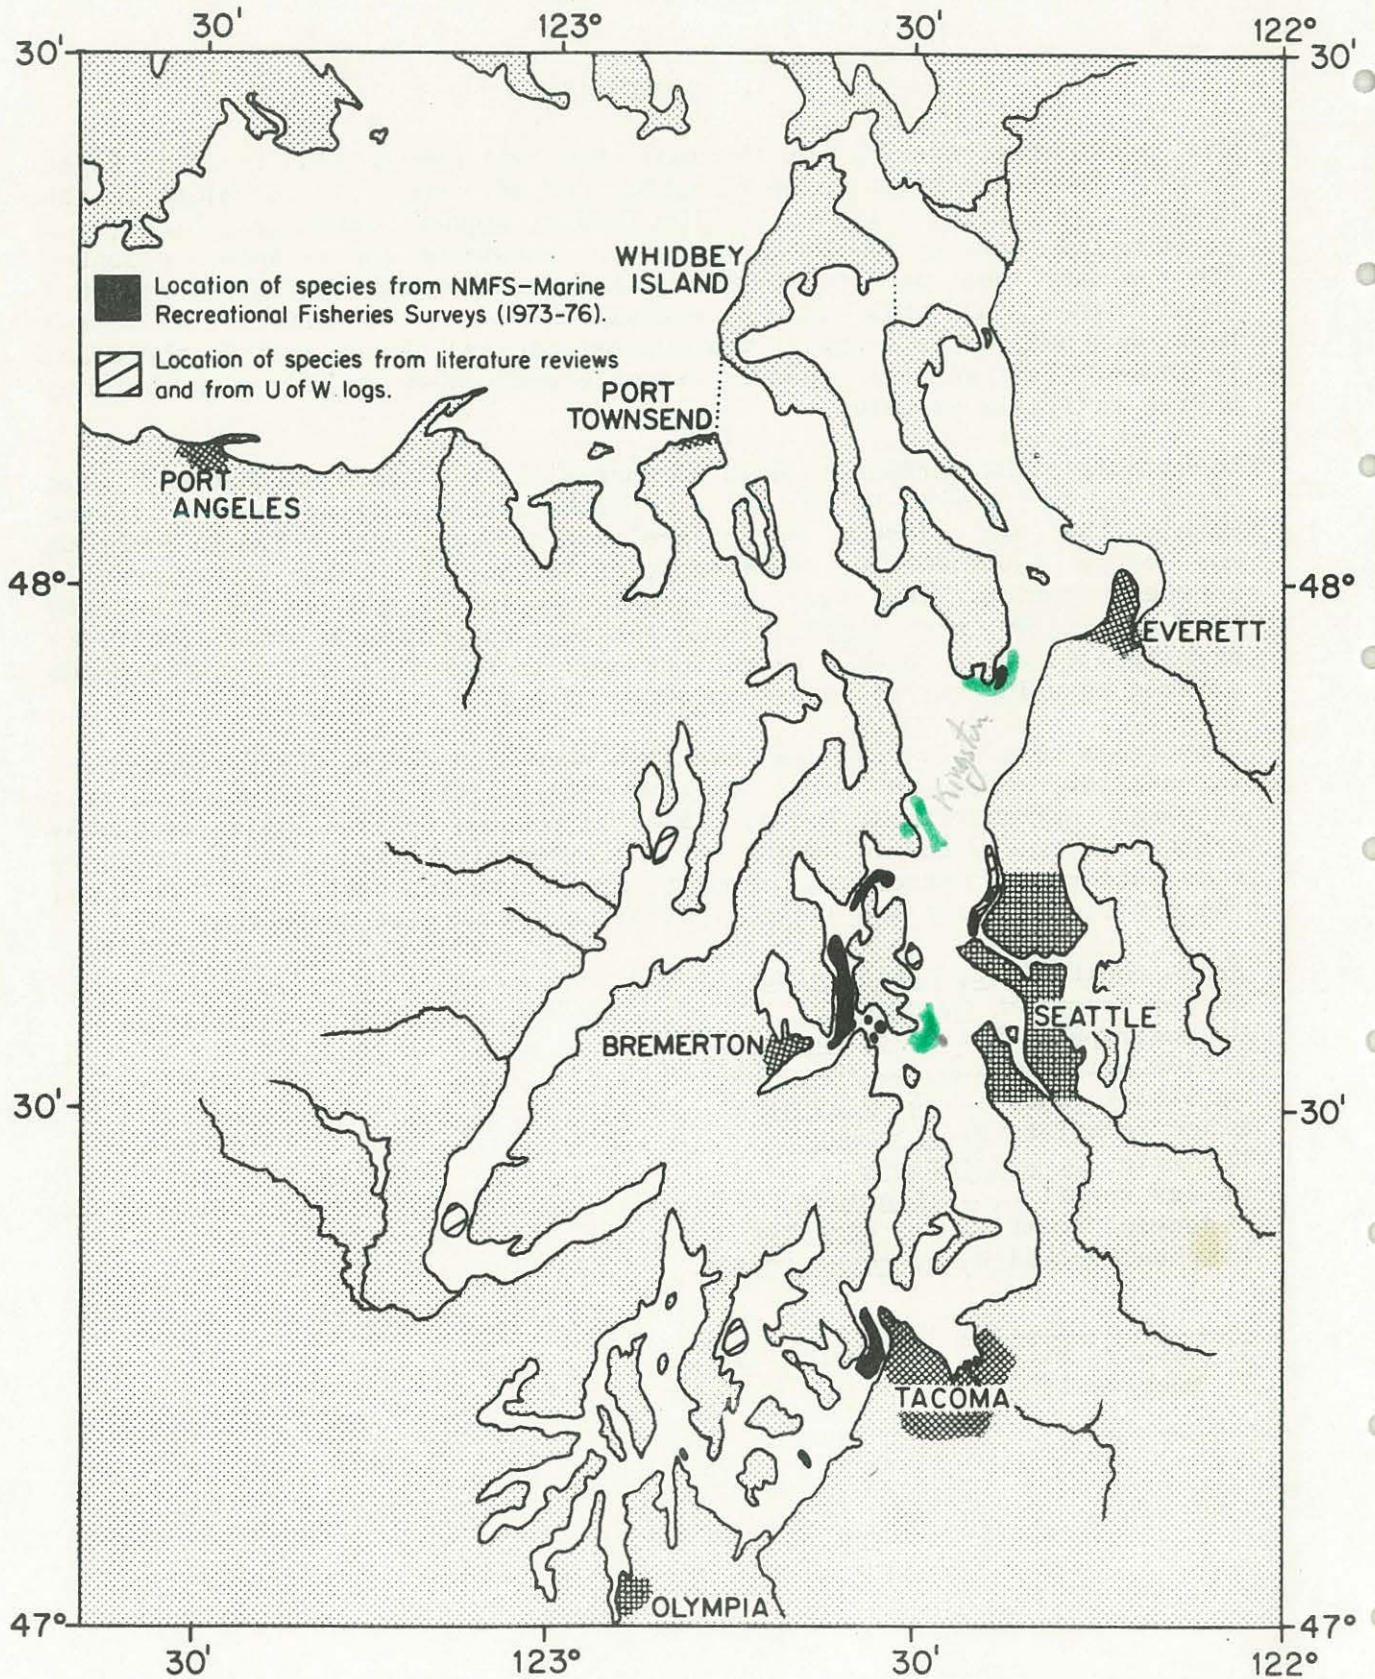 30'
123°
30'
122°
30'
30'
WHIDBEY
ISLAND
Location of species from NMFS-Marine
Recreational Fisheries Surveys (1973-76).
Location of species from literature reviews
and from U of W logs.
PORT
TOWNSEND
PORT
ANGELES
48°
48°
EVERETT
Kingston
SEATTLE
BREMERTON
30'
30'
TACOMA
OLYMPIA
47°
47°
30'
123°
30'
122°